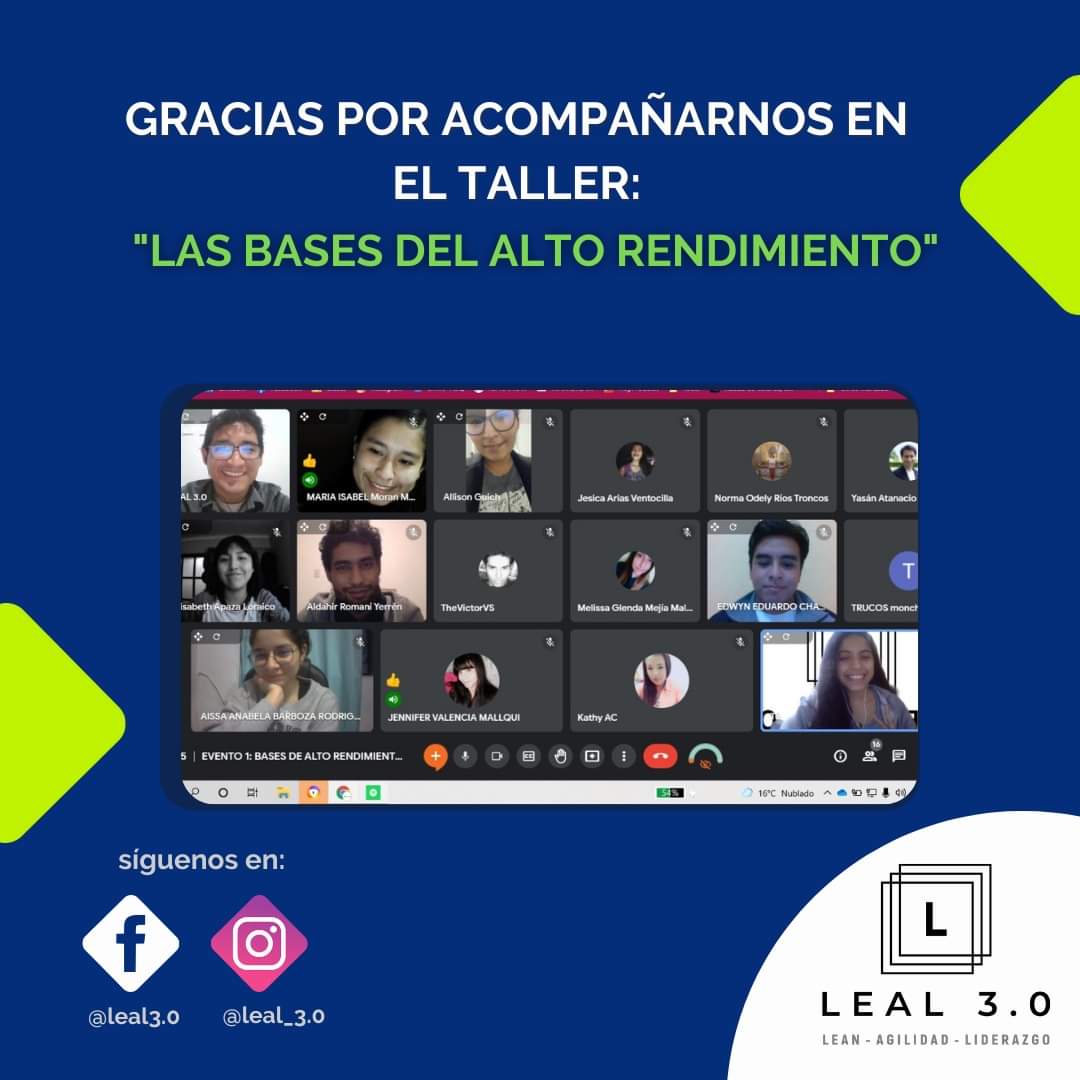 GRACIAS POR ACOMPAÑARNOS EN
EL TALLER:
"LAS BASES DEL ALTO RENDIMIENTO"
AL 3.0
MARIA ISABEL Moran M...
Allison Guich
Jesica Arias Ventocilla
Norma Odely Ríos Troncos
Yasán Atanacio
isabeth Apaza Loraico
Aldahir Romani Yerrén
TheVictorVS
Melissa Glenda Mejía Mal...
EDWYN EDUARDO CHA...
T
TRUCOS monch
AISSA ANABELA BARBOZA RODRIG...
JENNIFER VALENCIA MALLQUI
Kathy AC
5 | EVENTO 1: BASES DE ALTO RENDIMIENT...
16
54%
16°C Nublado
síguenos en:
@leal3.0
@leal_3.0
L
LEAL 3.0
LEAN - AGILIDAD - LIDERAZGO